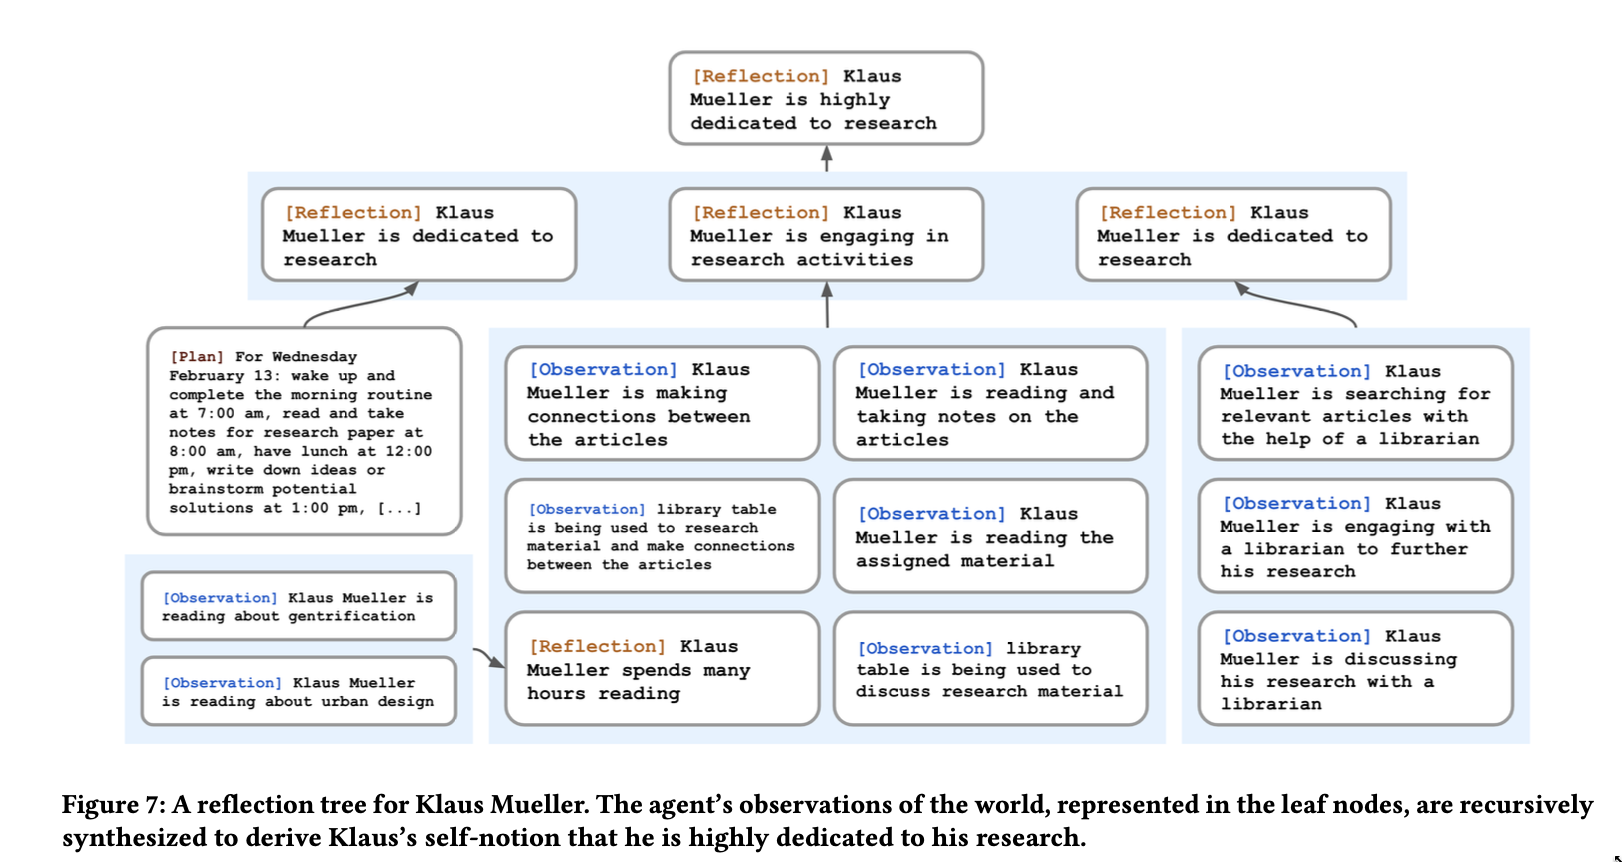 [Reflection] Klaus
Mueller is highly
dedicated to research
[Reflection] Klaus
Mueller is dedicated to
research
[Reflection] Klaus
Mueller is engaging in
research activities
[Reflection] Klaus
Mueller is dedicated to
research
[Plan] For Wednesday
February 13: wake up and
complete the morning routine
at 7:00 am, read and take
notes for research paper at
8:00 am, have lunch at 12:00
pm, write down ideas or
brainstorm potential
solutions at 1:00 pm, [...]
[Observation] Klaus Mueller is
reading about gentrification
[Observation] Klaus Mueller
is reading about urban design
[Observation] Klaus
Mueller is making
connections between
the articles
[Observation] Klaus
Mueller is reading and
taking notes on the
articles
[Observation] library table
is being used to research
material and make connections
between the articles
[Observation] Klaus
Mueller is reading the
assigned material
[Reflection] Klaus
Mueller spends many
hours reading
[Observation] library
table is being used to
discuss research material
[Observation] Klaus
Mueller is searching for
relevant articles with
the help of a librarian
[Observation] Klaus
Mueller is engaging with
a librarian to further
his research
[Observation] Klaus
Mueller is discussing
his research with a
librarian
Figure 7: A reflection tree for Klaus Mueller. The agent’s observations of the world, represented in the leaf nodes, are recursively
synthesized to derive Klaus’s self-notion that he is highly dedicated to his research.